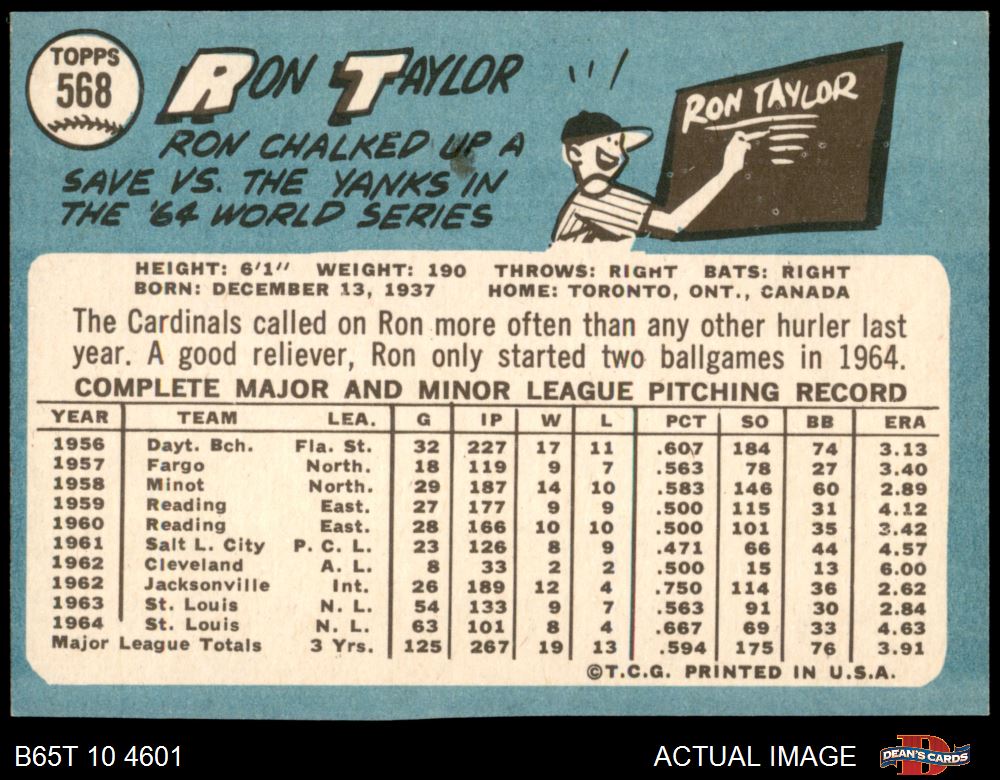 TOPPS
568
RON TAYLOR
RON CHALKED UP A
SAVE VS. THE YANKS IN
THE '64 WORLD SERIES
RON TAYLOR
HEIGHT: 6'1" WEIGHT: 190 THROWS: RIGHT BATS: RIGHT
BORN: DECEMBER 13, 1937 HOME: TORONTO, ONT., CANADA
The Cardinals called on Ron more often than any other hurler last
year. A good reliever, Ron only started two ballgames in 1964.
COMPLETE MAJOR AND MINOR LEAGUE PITCHING RECORD
YEAR TEAM LEA. G IP W L PCT SO BB ERA
1956 Dayt. Bch. Fla. St. 32 227 17 11 .607 184 74 3.13
1957 Fargo North. 18 119 9 7 .563 78 27 3.40
1958 Minot North. 29 187 14 10 .583 146 60 2.89
1959 Reading East. 27 177 9 9 .500 115 31 4.12
1960 Reading East. 28 166 10 10 .500 101 35 3.42
1961 Salt L. City P. C. L. 23 126 8 9 .471 66 44 4.57
1962 Cleveland A. L. 8 33 2 2 .500 15 13 6.00
1962 Jacksonville Int. 26 189 12 4 .750 114 36 2.62
1963 St. Louis N. L. 54 133 9 7 .563 91 30 2.84
1964 St. Louis N. L. 63 101 8 4 .667 69 33 4.63
Major League Totals 3 Yrs. 125 267 19 13 .594 175 76 3.91
©T.C.G. PRINTED IN U.S.A.
B65T 10 4601
ACTUAL IMAGE
DEAN'S CARDS